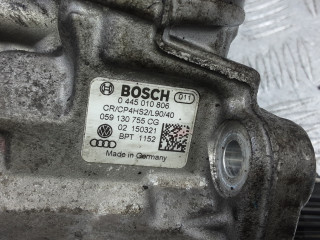 BOSCH 011
0 445 010 806
CR/CP4HS2/L90/40
059 130 755 CG
02 150321
BPT 1152
Made in Germany